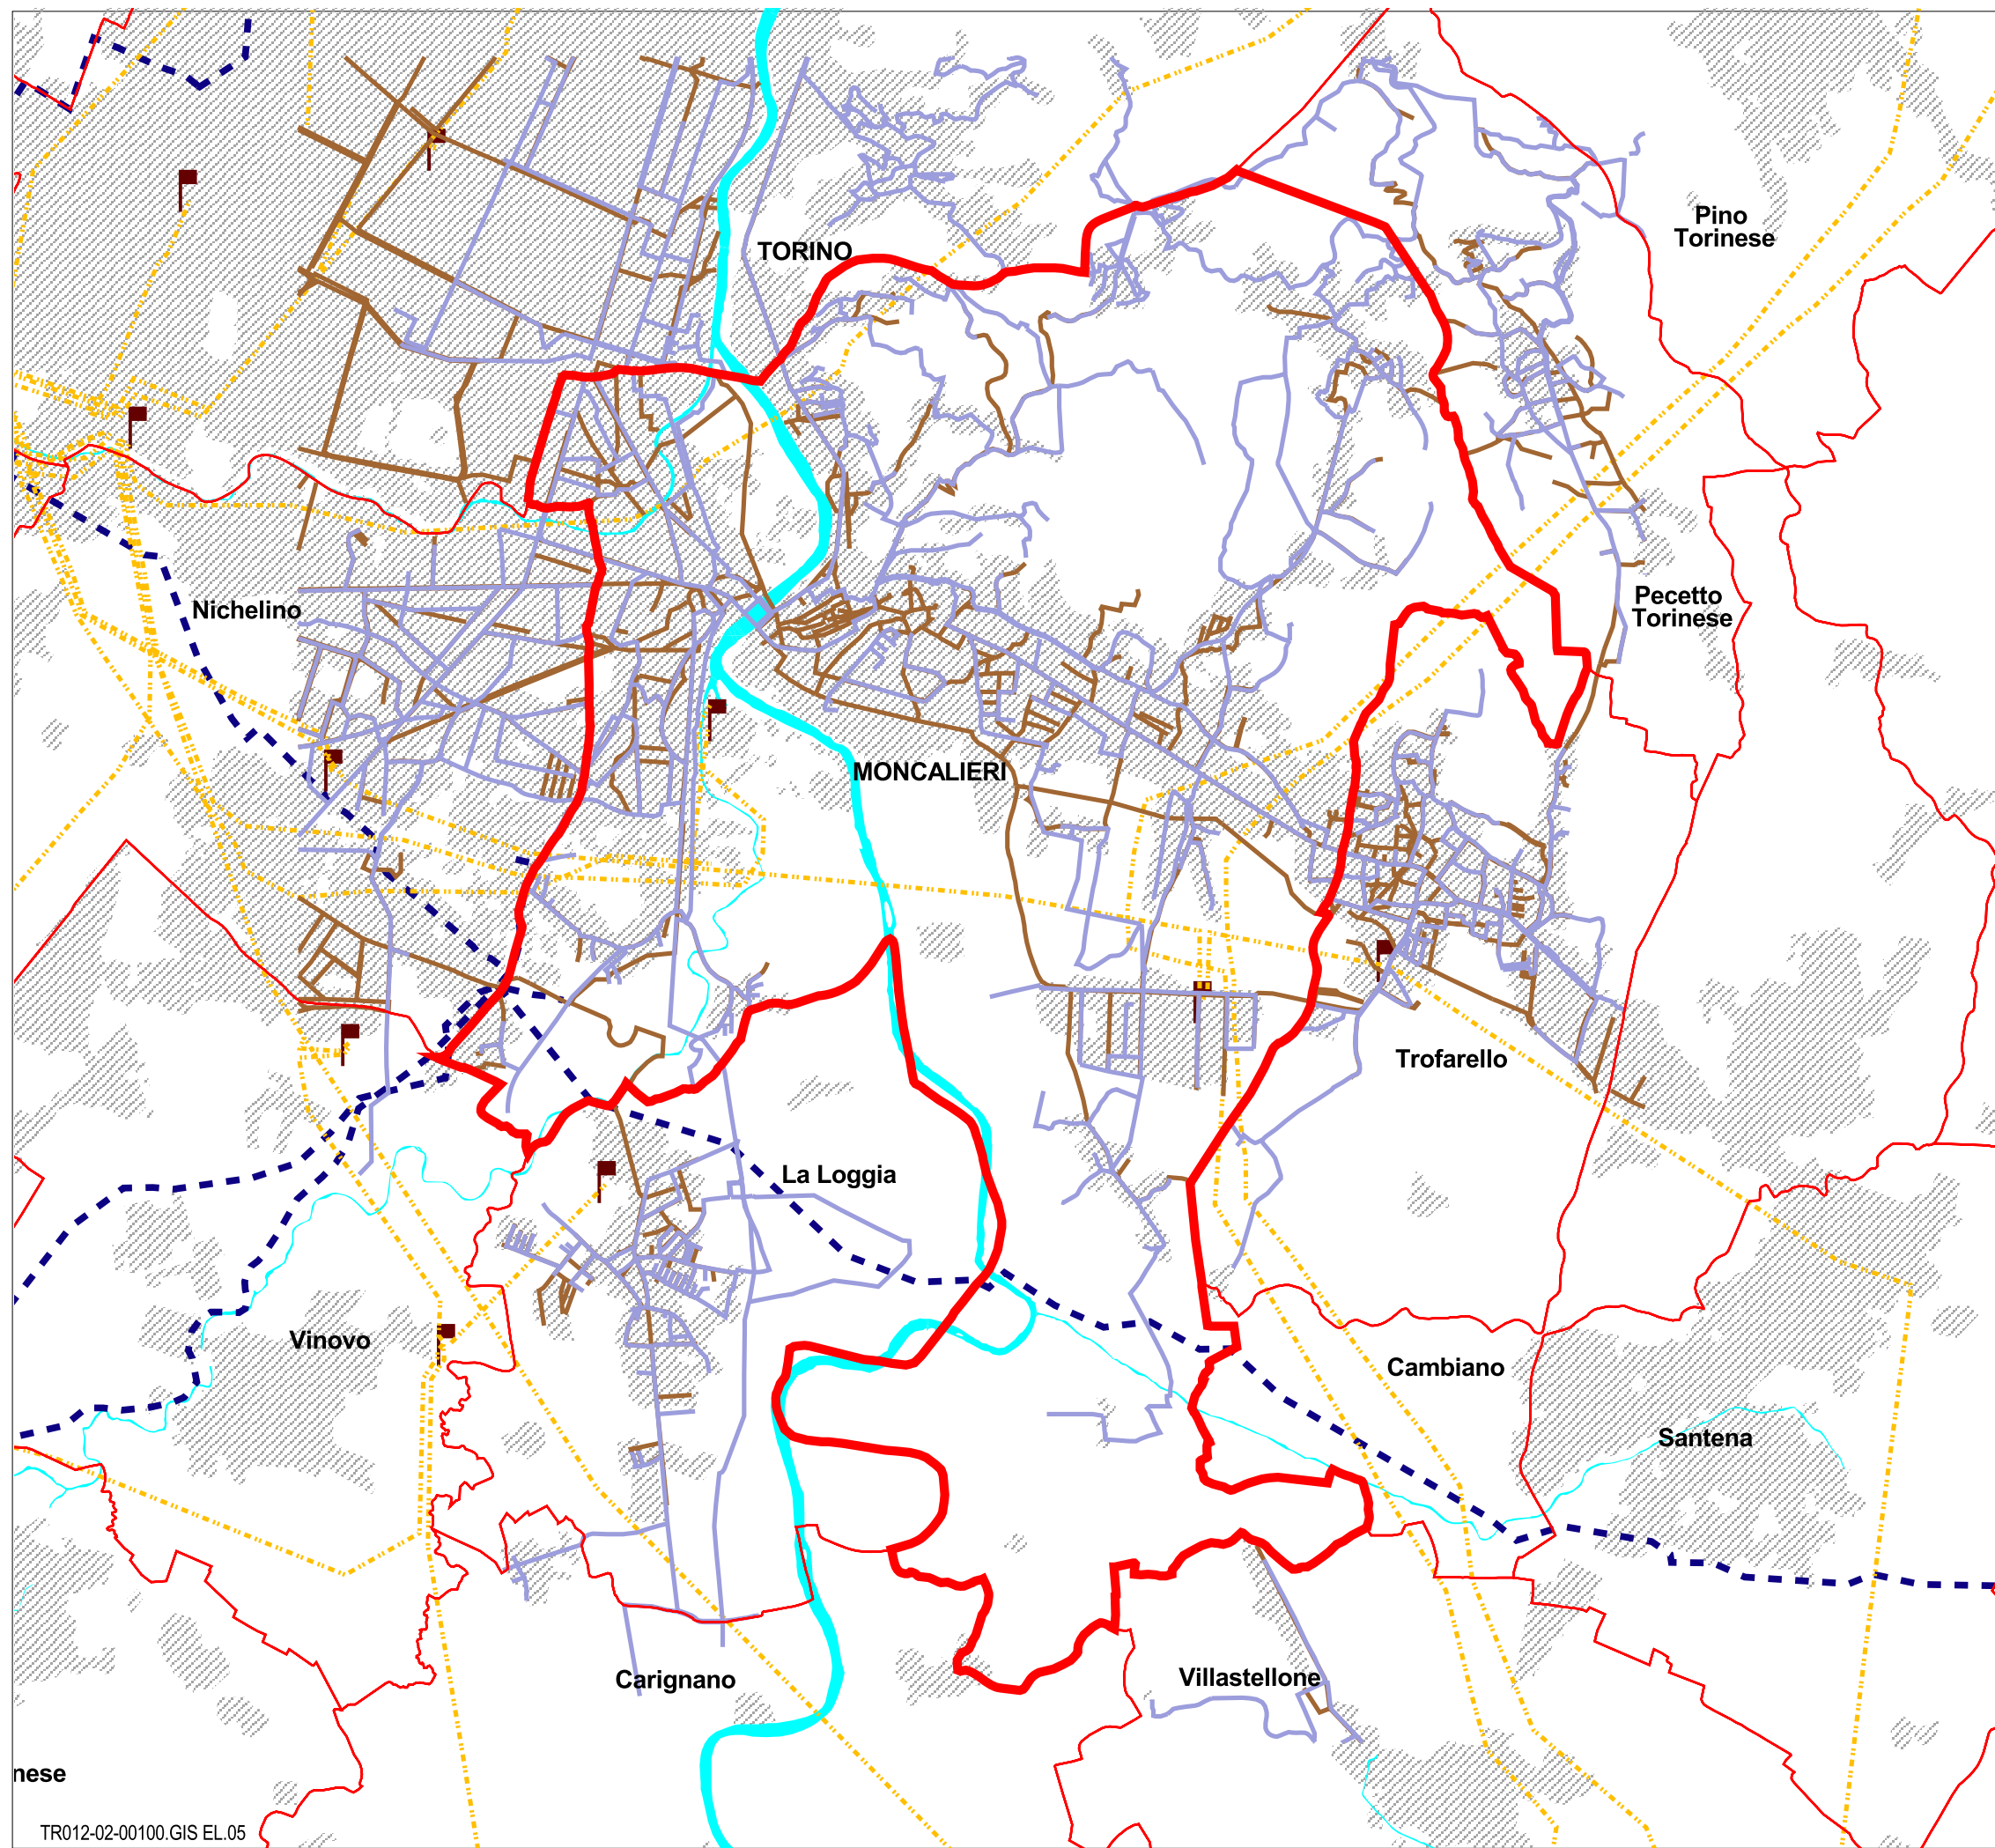 Pino
Torinese
TORINO
Pecetto
Torinese
Nichelino
MONCALIERI
Trofarello
La Loggia
Vinovo
Cambiano
Santena
Carignano
Villastellone
nese
TR012-02-00100.GIS EL.05